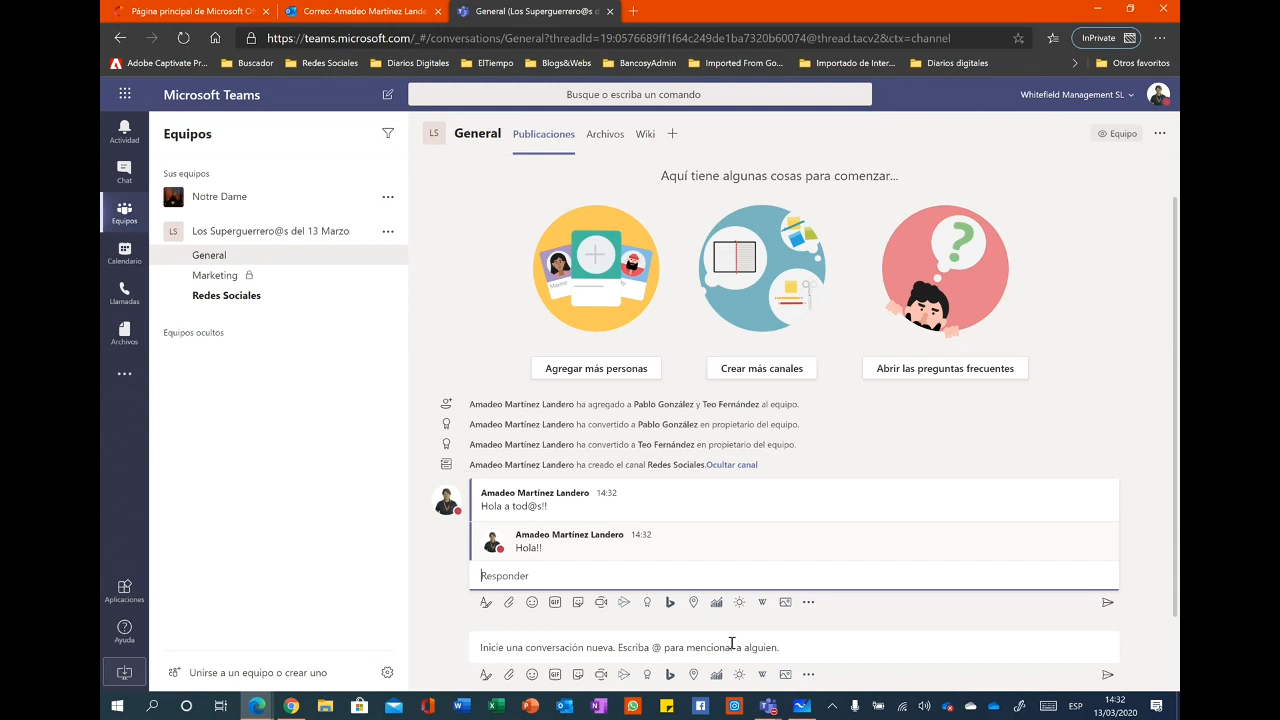 Página principal de Microsoft Of
Correo: Amadeo Martínez Lande
General (Los Superguerrero@s d
https://teams.microsoft.com/_#/conversations/General?threadId=19:0576689ff1f64c249de1ba7320b60074@thread.tacv2&ctx=channel
InPrivate
Adobe Captivate Pr...
Buscador
Redes Sociales
Diarios Digitales
ElTiempo
Blogs&Webs
BancosyAdmin
Imported From Go...
Importado de Inter...
Diarios digitales
Otros favoritos
Microsoft Teams
Busque o escriba un comando
Whitefield Management SL
Actividad
Chat
Equipos
Calendario
Llamadas
Archivos
Aplicaciones
Ayuda
Equipos
Sus equipos
Notre Dame
LS Los Superguerrero@s del 13 Marzo
General
Marketing
Redes Sociales
Equipos ocultos
Unirse a un equipo o crear uno
LS General Publicaciones Archivos Wiki
Equipo
Aquí tiene algunas cosas para comenzar...
Agregar más personas
Crear más canales
Abrir las preguntas frecuentes
Amadeo Martínez Landero ha agregado a Pablo González y Teo Fernández al equipo.
Amadeo Martínez Landero ha convertido a Pablo González en propietario del equipo.
Amadeo Martínez Landero ha convertido a Teo Fernández en propietario del equipo.
Amadeo Martínez Landero ha creado el canal Redes Sociales.Ocultar canal
Amadeo Martínez Landero 14:32
Hola a tod@s!!
Amadeo Martínez Landero 14:32
Hola!!
Responder
GIF
Inicie una conversación nueva. Escriba @ para mencionar a alguien.
GIF
ESP
14:32
13/03/2020